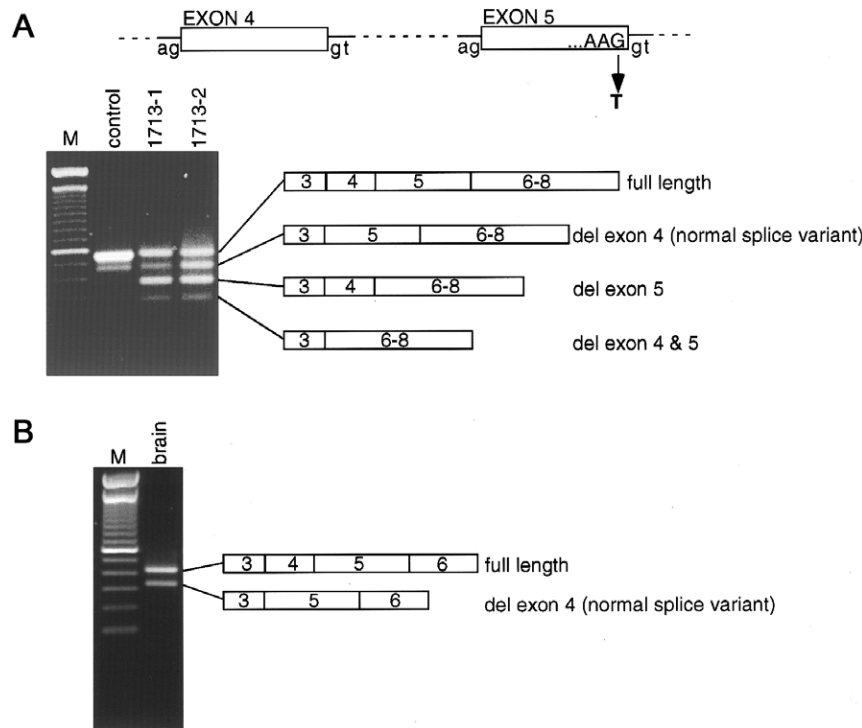 A
EXON 4
EXON 5
ag
gt
ag
...AAG
gt
T
M
control
1713-1
1713-2
3 4 5 6-8 full length
3 5 6-8 del exon 4 (normal splice variant)
3 4 6-8 del exon 5
3 6-8 del exon 4 & 5
B
M
brain
3 4 5 6 full length
3 5 6 del exon 4 (normal splice variant)